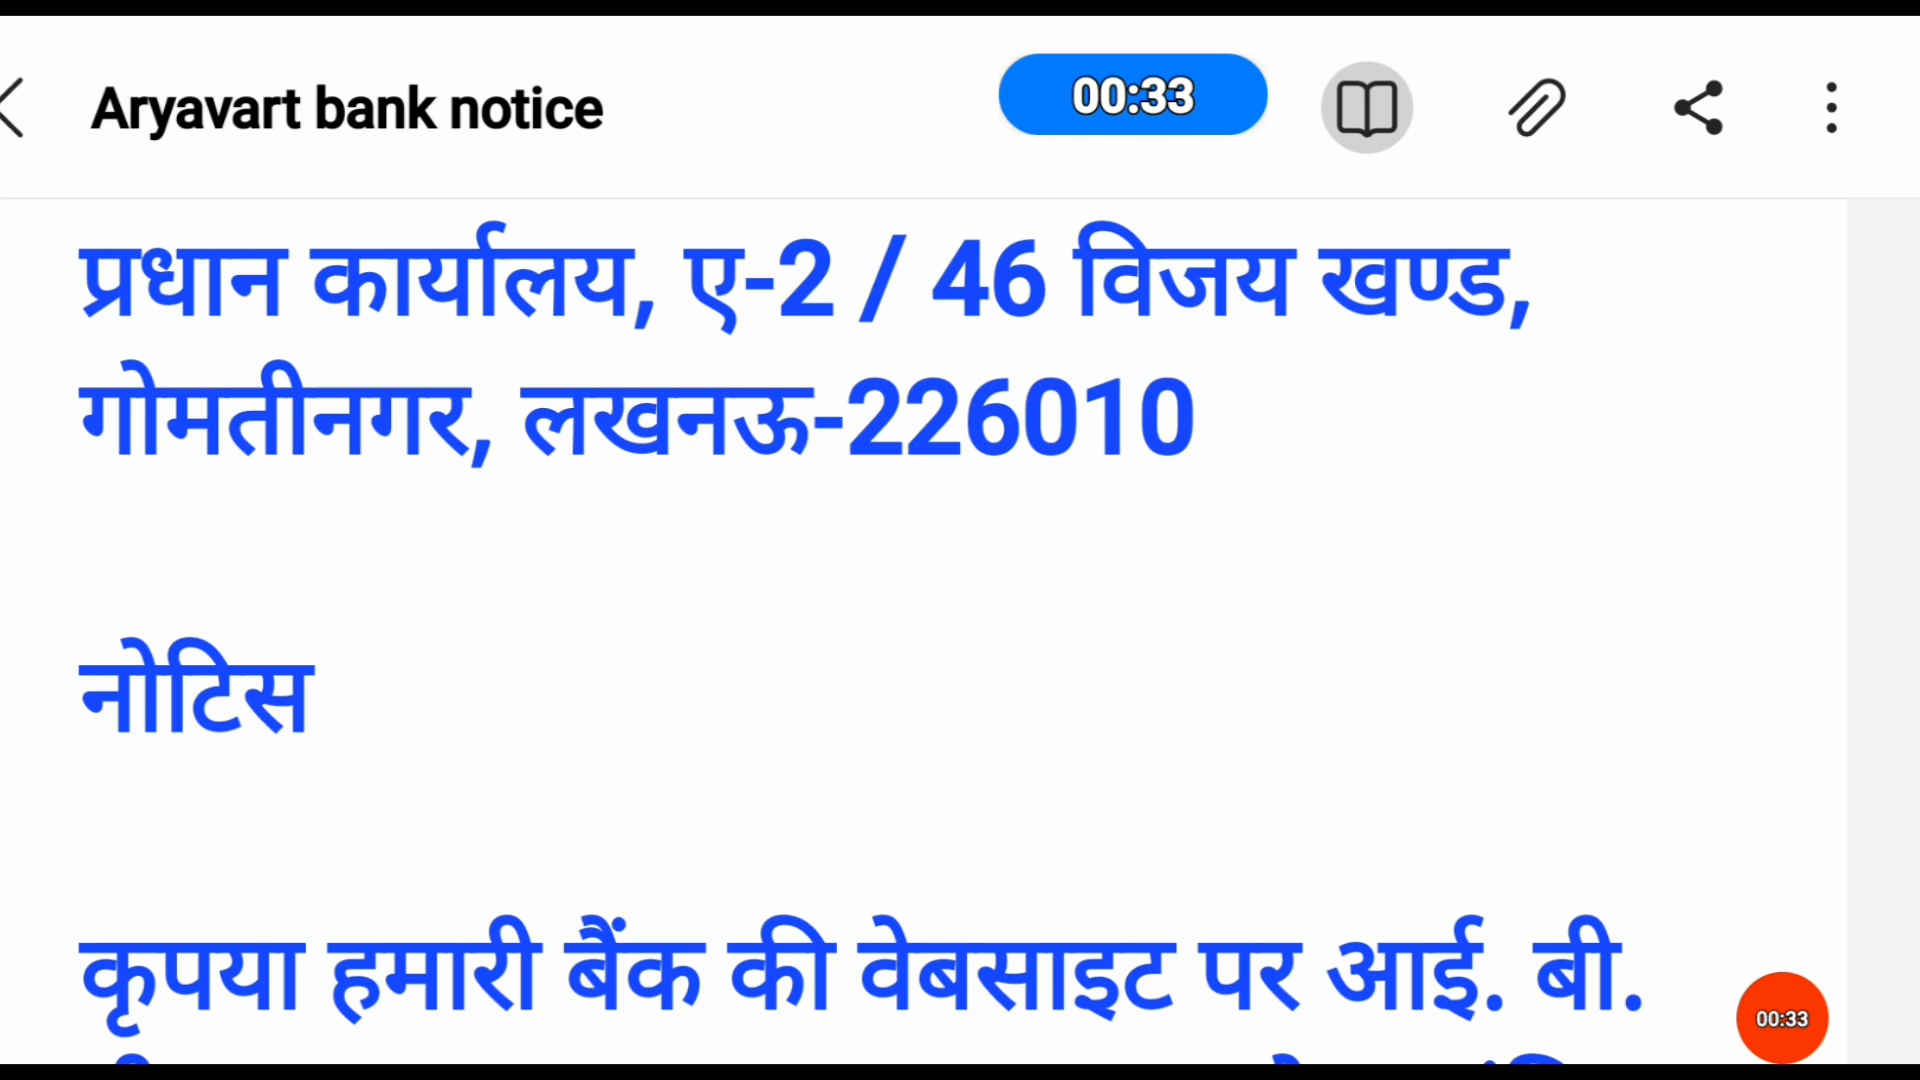 Aryavart bank notice
00:33
प्रधान कार्यालय, ए-2 / 46 विजय खण्ड,
गोमतीनगर, लखनऊ-226010
नोटिस
कृपया हमारी बैंक की वेबसाइट पर आई. बी.
00:33